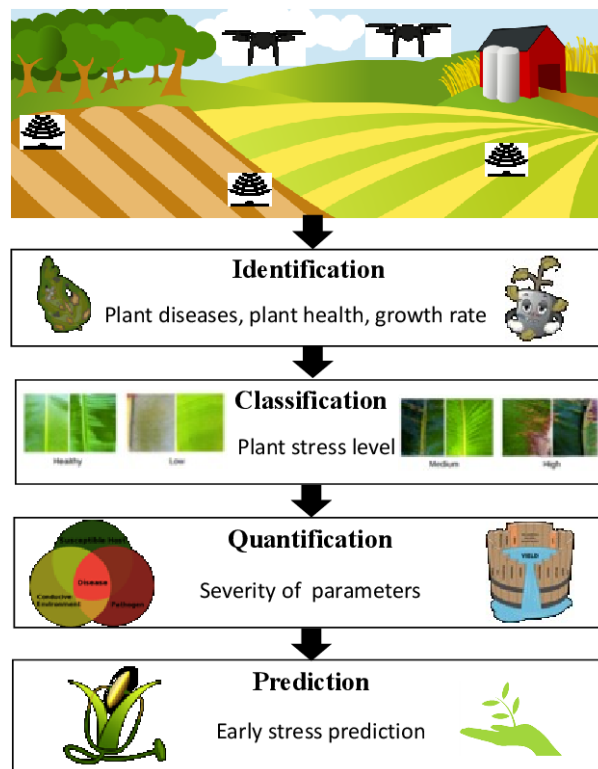 Identification
Plant diseases, plant health, growth rate
Classification
Plant stress level
Healthy
Low
Medium
High
Quantification
Susceptible Host
Disease
Conducive
Environment
Pathogen
YIELD
Severity of parameters
Prediction
Early stress prediction